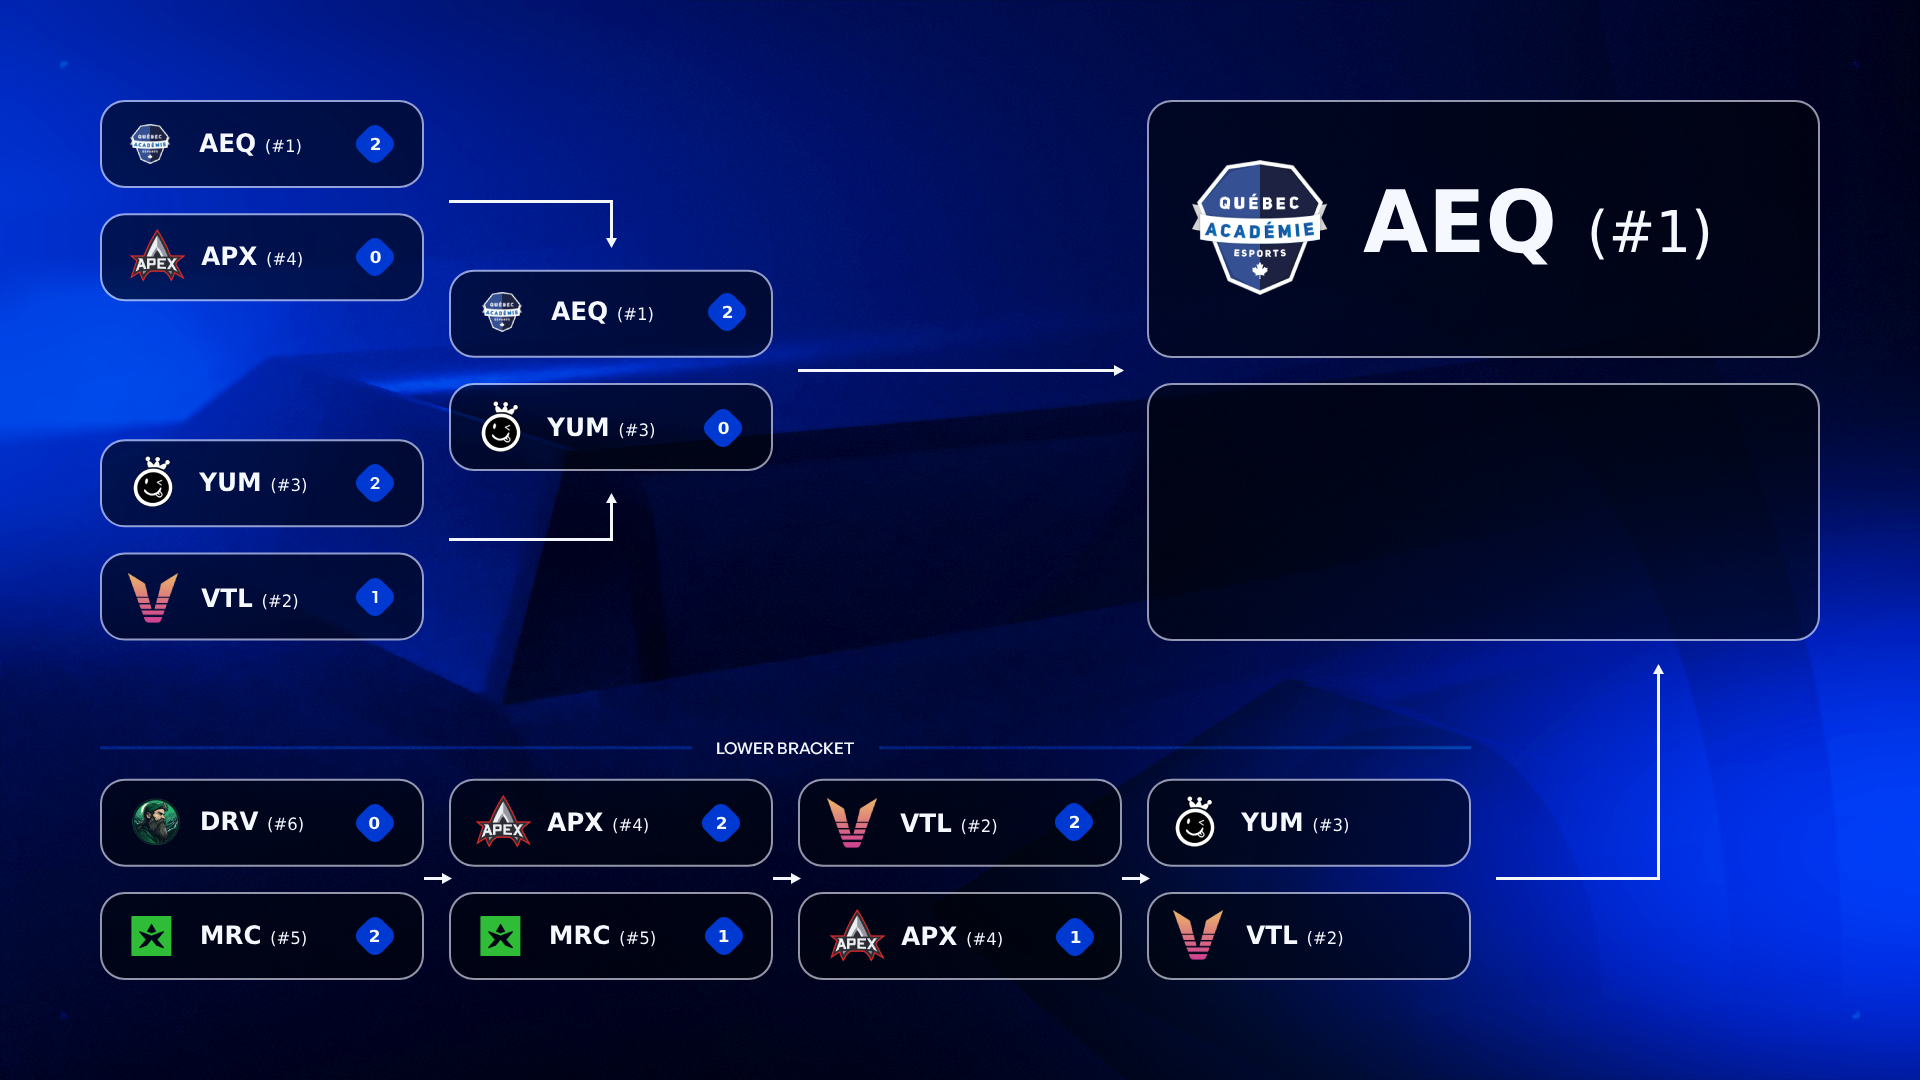 AEQ (#1) 2
APX (#4) 0
YUM (#3) 2
VTL (#2) 1
AEQ (#1) 2
YUM (#3) 0
QUÉBEC
ACADÉMIE
ESPORTS
AEQ (#1)
LOWER BRACKET
DRV (#6) 0
MRC (#5) 2
APEX APX (#4) 2
MRC (#5) 1
VTL (#2) 2
APEX APX (#4) 1
YUM (#3)
VTL (#2)